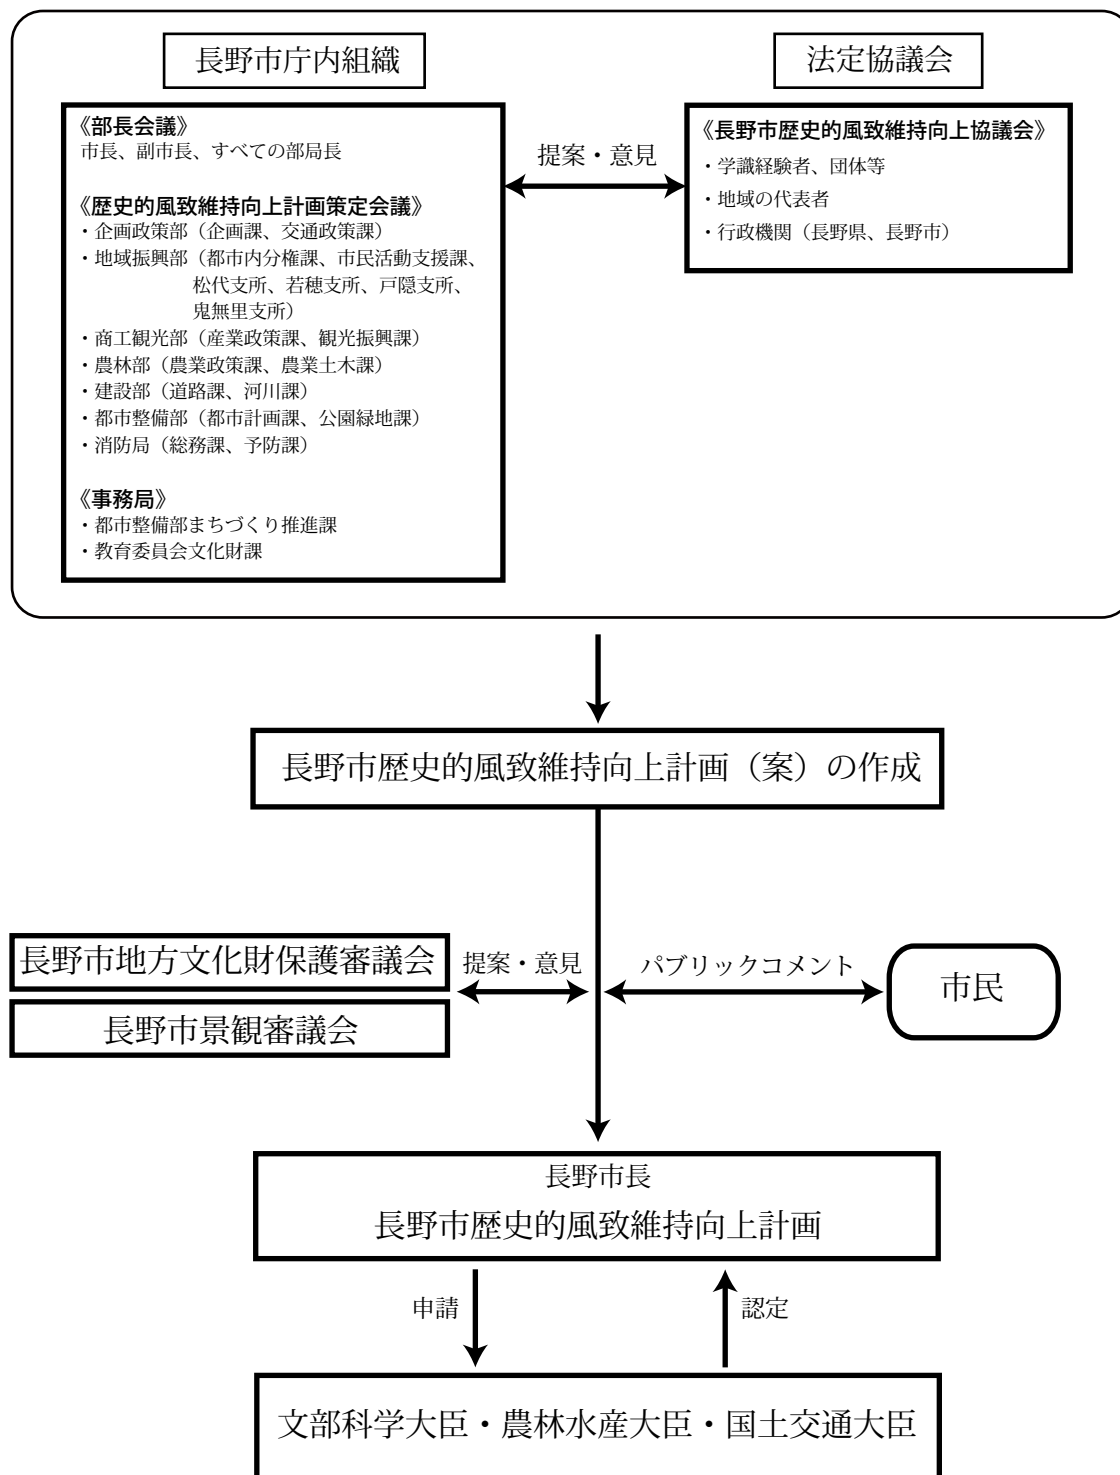 長野市庁内組織
《部長会議》
市長、副市長、すべての部局長
《歴史的風致維持向上計画策定会議》
・企画政策部（企画課、交通政策課）
・地域振興部（都市内分権課、市民活動支援課、
松代支所、若穂支所、戸隠支所、
鬼無里支所）
・商工観光部（産業政策課、観光振興課）
・農林部（農業政策課、農業土木課）
・建設部（道路課、河川課）
・都市整備部（都市計画課、公園緑地課）
・消防局（総務課、予防課）
《事務局》
・都市整備部まちづくり推進課
・教育委員会文化財課
提案・意見
法定協議会
《長野市歴史的風致維持向上協議会》
・学識経験者、団体等
・地域の代表者
・行政機関（長野県、長野市）
長野市歴史的風致維持向上計画（案）の作成
長野市地方文化財保護審議会
長野市景観審議会
提案・意見
パブリックコメント
市民
長野市長
長野市歴史的風致維持向上計画
申請
認定
文部科学大臣・農林水産大臣・国土交通大臣